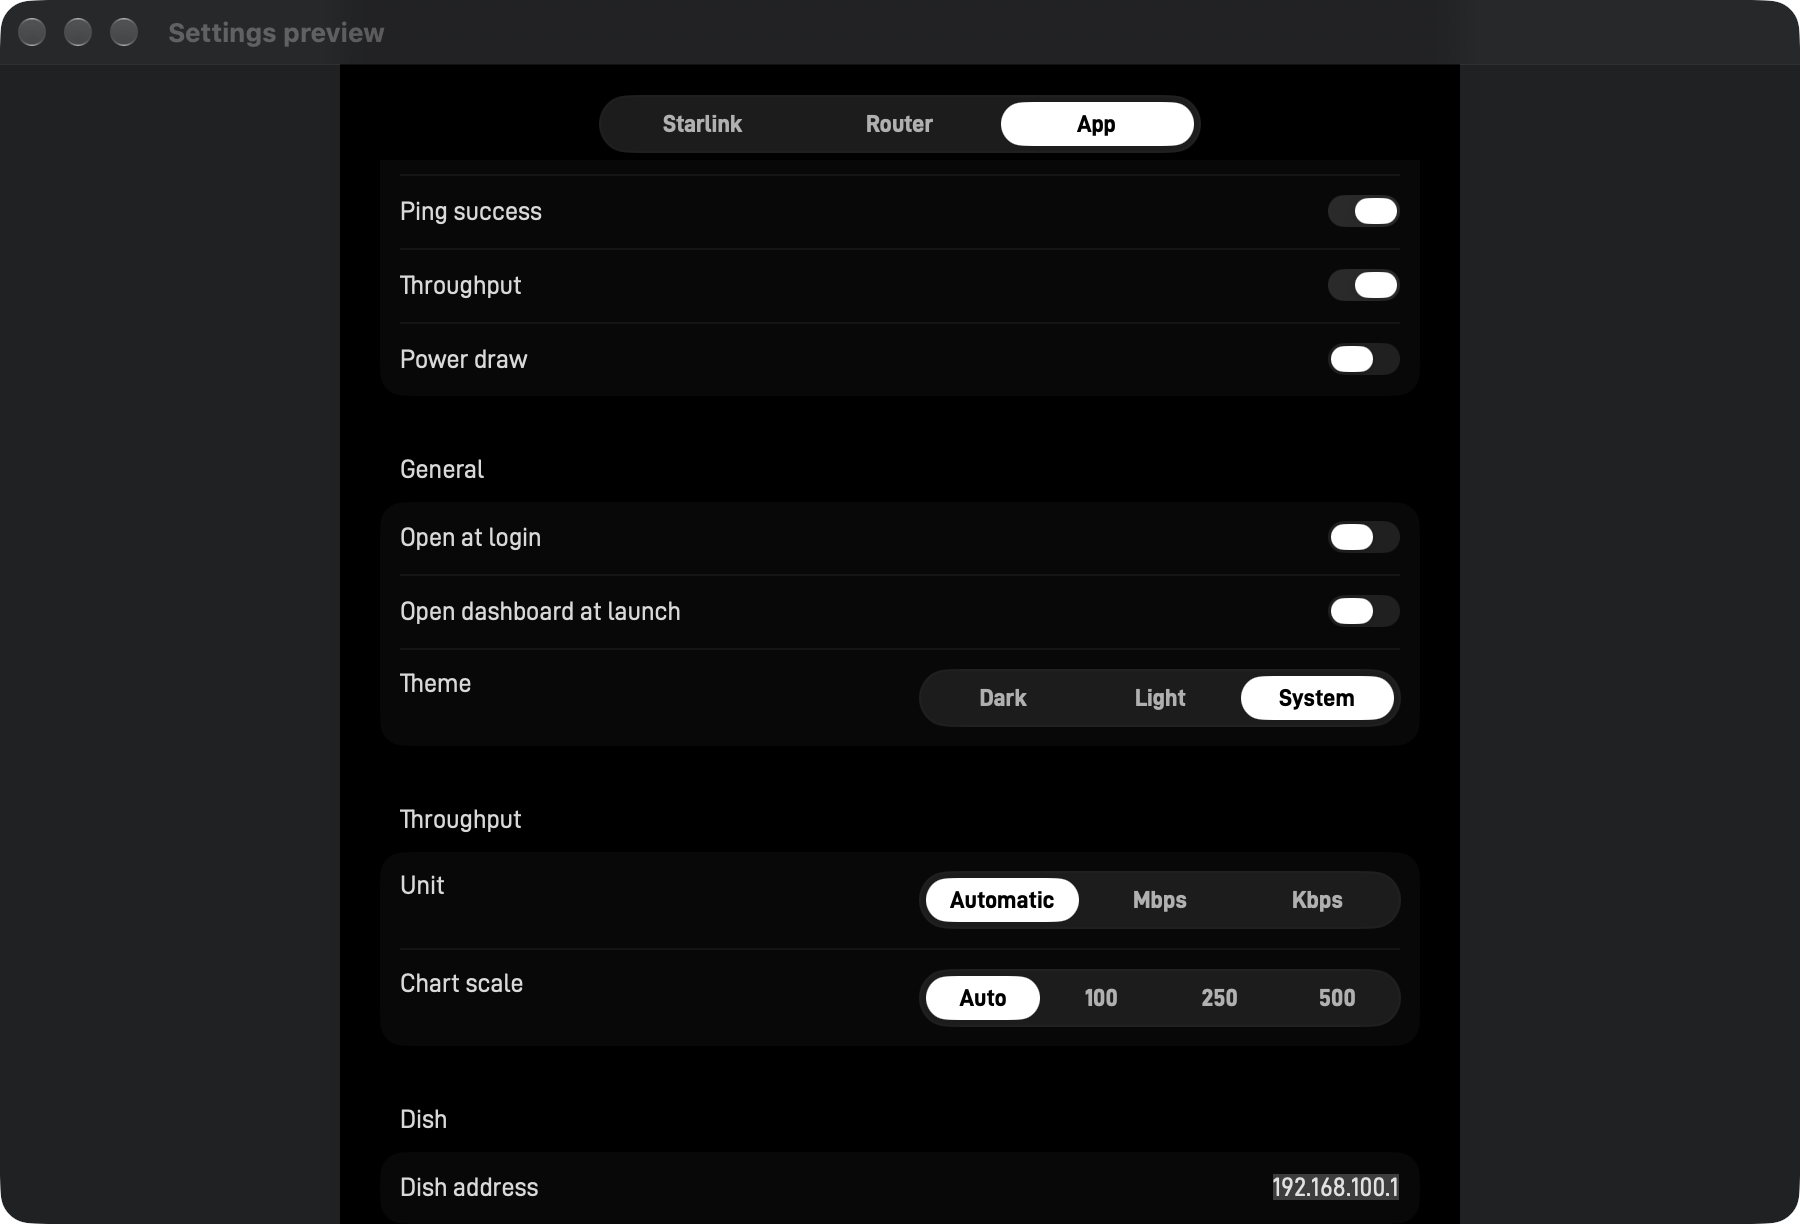 Settings preview
Starlink Router App
Ping success
Throughput
Power draw
General
Open at login
Open dashboard at launch
Theme Dark Light System
Throughput
Unit Automatic Mbps Kbps
Chart scale Auto 100 250 500
Dish
Dish address 192.168.100.1